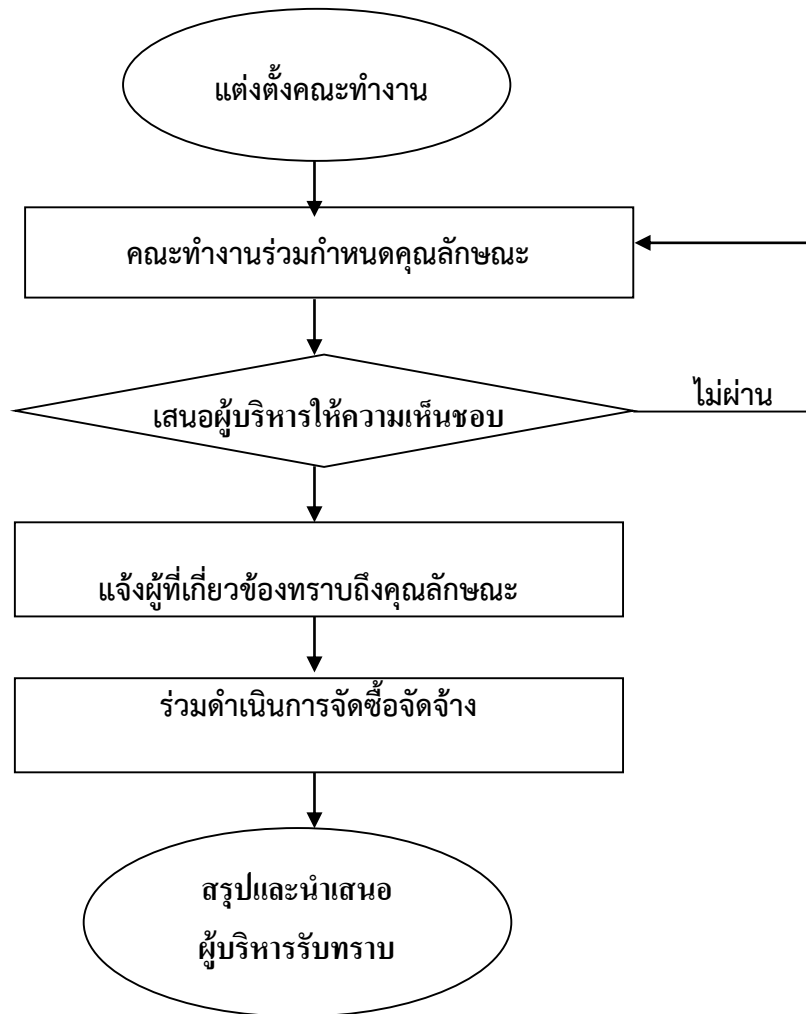 แต่งตั้งคณะทำงาน
คณะทำงานร่วมกำหนดคุณลักษณะ
เสนอผู้บริหารให้ความเห็นชอบ
ไม่ผ่าน
แจ้งผู้ที่เกี่ยวข้องทราบถึงคุณลักษณะ
ร่วมดำเนินการจัดซื้อจัดจ้าง
สรุปและนำเสนอ
ผู้บริหารรับทราบ